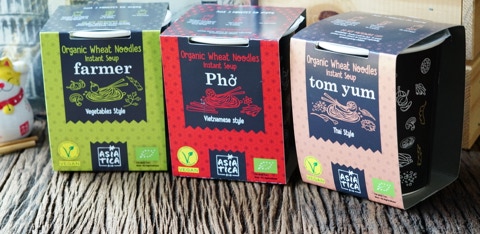 Organic Wheat Noodles
Instant Soup
farmer
Vegetables Style
VEGAN
ASIA
TICA
Organic Wheat Noodles
Instant Soup
Phở
Vietnamese style
VEGAN
ASIA
TICA
Organic Wheat Noodles
Instant Soup
tom yum
Thai Style
VEGAN
ASIA
TICA